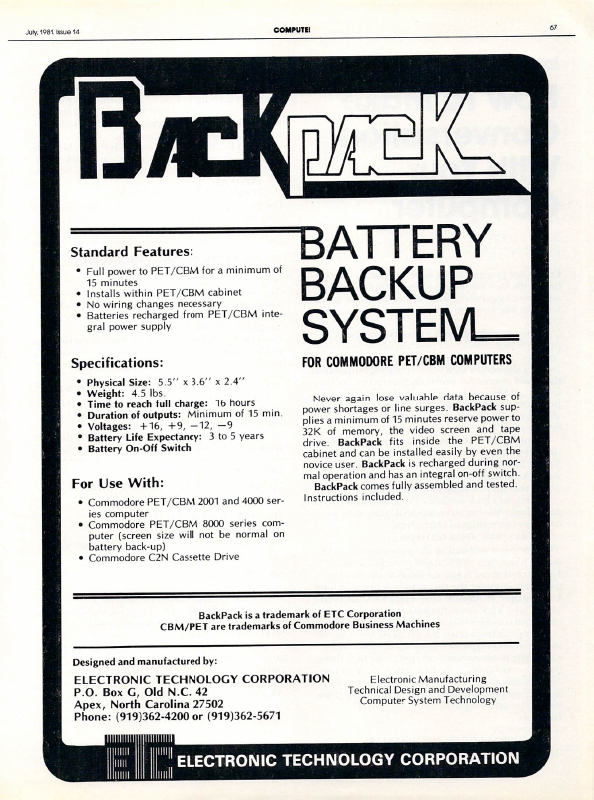 July, 1981. Issue 14
COMPUTE!
67
BACKPACK
BATTERY
BACKUP
SYSTEM
FOR COMMODORE PET/CBM COMPUTERS
Standard Features:
• Full power to PET/CBM for a minimum of
15 minutes
• Installs within PET/CBM cabinet
• No wiring changes necessary
• Batteries recharged from PET/CBM inte-
gral power supply
Specifications:
• Physical Size: 5.5'' x 3.6'' x 2.4''
• Weight: 4.5 lbs.
• Time to reach full charge: 16 hours
• Duration of outputs: Minimum of 15 min.
• Voltages: +16, +9, −12, −9
• Battery Life Expectancy: 3 to 5 years
• Battery On-Off Switch
For Use With:
• Commodore PET/CBM 2001 and 4000 ser-
ies computer
• Commodore PET/CBM 8000 series com-
puter (screen size will not be normal on
battery back-up)
• Commodore C2N Cassette Drive
Never again lose valuable data because of
power shortages or line surges. BackPack sup-
plies a minimum of 15 minutes reserve power to
32K of memory, the video screen and tape
drive. BackPack fits inside the PET/CBM
cabinet and can be installed easily by even the
novice user. BackPack is recharged during nor-
mal operation and has an integral on-off switch.
BackPack comes fully assembled and tested.
Instructions included.
BackPack is a trademark of ETC Corporation
CBM/PET are trademarks of Commodore Business Machines
Designed and manufactured by:
ELECTRONIC TECHNOLOGY CORPORATION
P.O. Box G, Old N.C. 42
Apex, North Carolina 27502
Phone: (919)362-4200 or (919)362-5671
Electronic Manufacturing
Technical Design and Development
Computer System Technology
ETC ELECTRONIC TECHNOLOGY CORPORATION